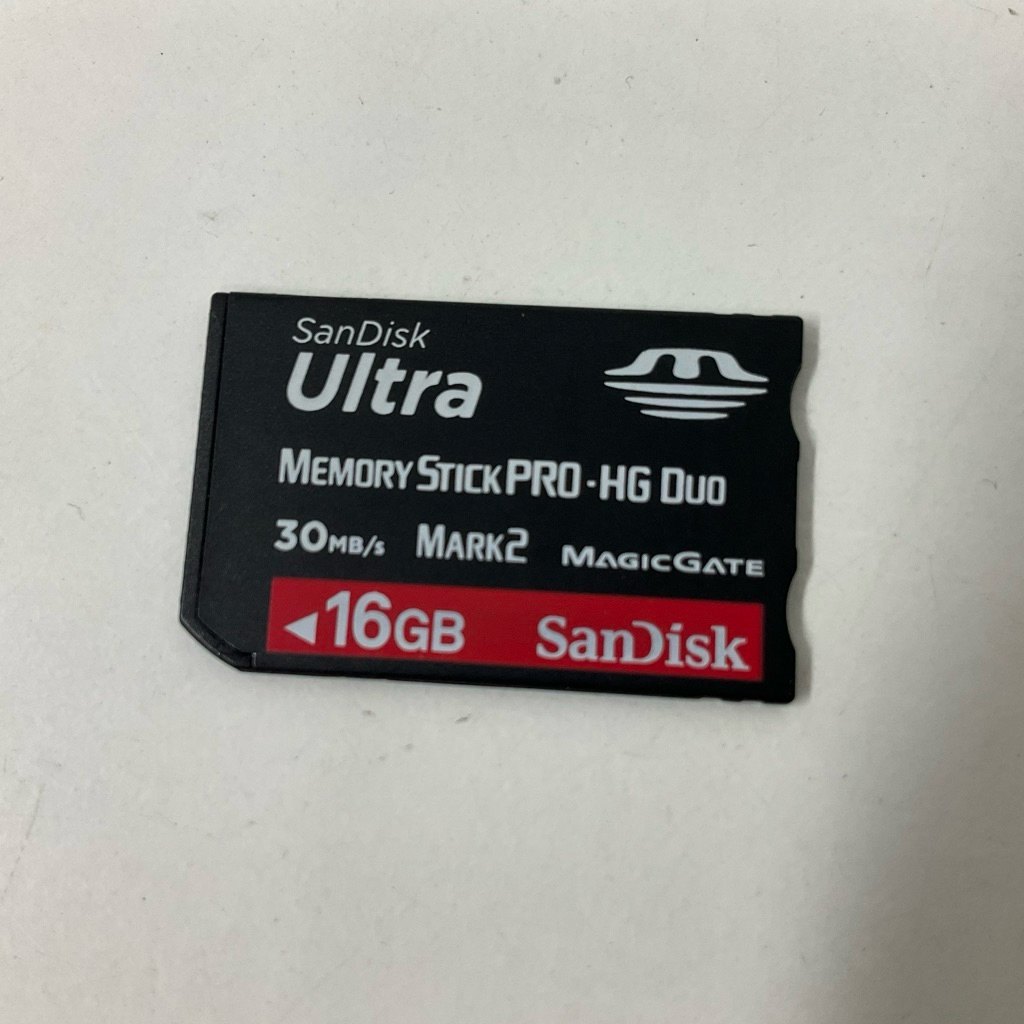 SanDisk
Ultra
MEMORY STICK PRO-HG DUO
30MB/s MARK2 MAGICGATE
◀16GB SanDisk